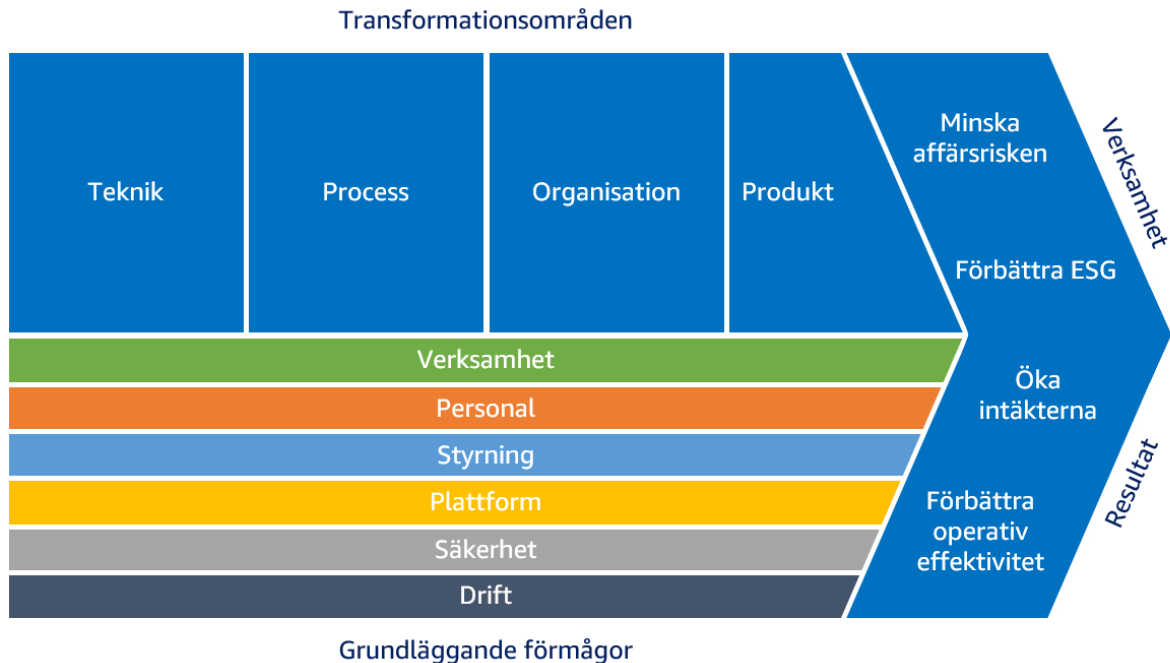 Transformationsområden
Teknik
Process
Organisation
Produkt
Minska
affärsrisken
Förbättra ESG
Öka
intäkterna
Förbättra
operativ
effektivitet
Verksamhet
Resultat
Verksamhet
Personal
Styrning
Plattform
Säkerhet
Drift
Grundläggande förmågor